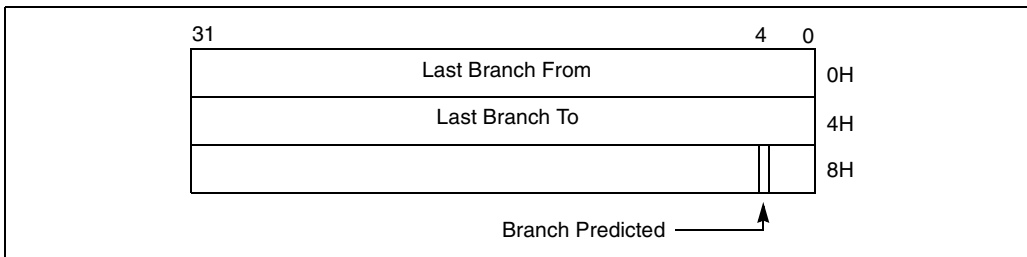 31 4 0
Last Branch From 0H
Last Branch To 4H
8H
Branch Predicted